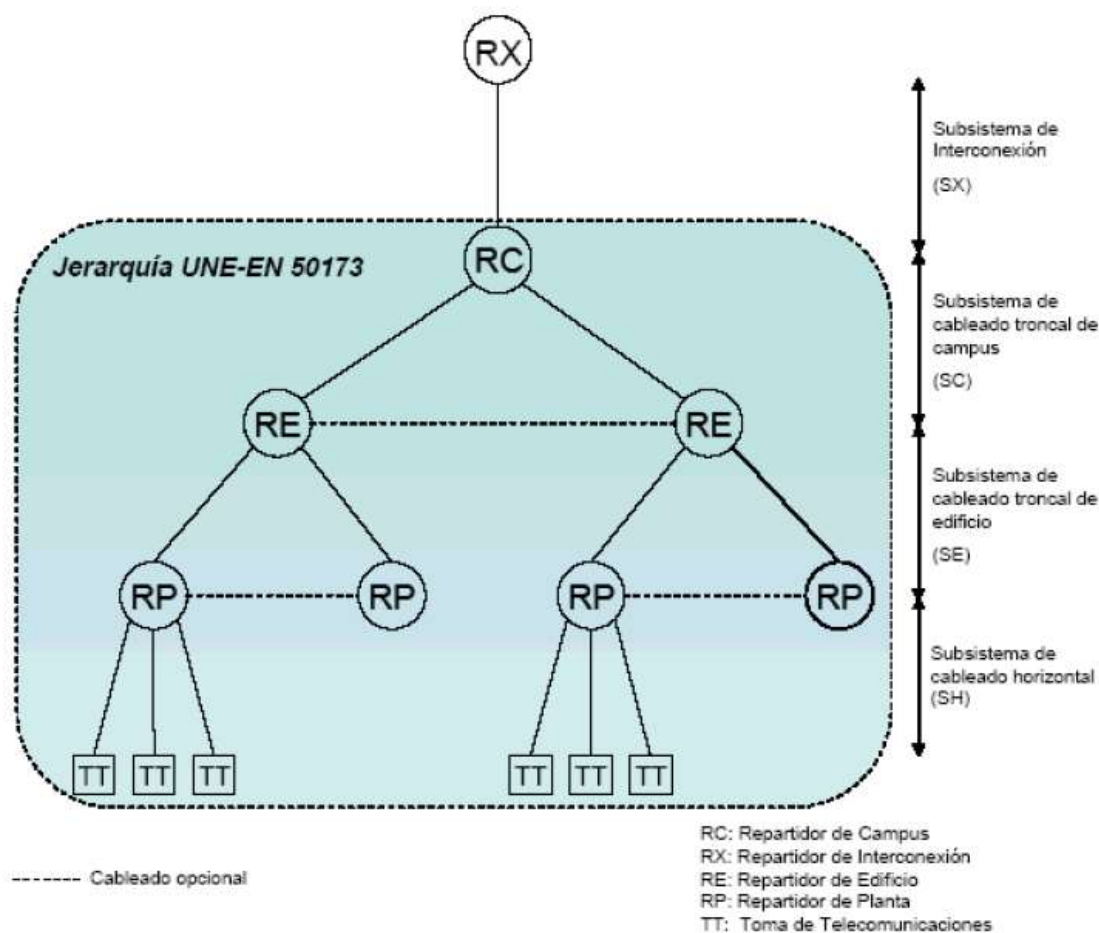 RX
Subsistema de
Interconexión
(SX)
Jerarquía UNE-EN 50173
RC
Subsistema de
cableado troncal de
campus
(SC)
RE
RE
Subsistema de
cableado troncal de
edificio
(SE)
RP
RP
RP
RP
Subsistema de
cableado horizontal
(SH)
TT
TT
TT
TT
TT
TT
Cableado opcional
RC: Repartidor de Campus
RX: Repartidor de Interconexión
RE: Repartidor de Edificio
RP: Repartidor de Planta
TT: Toma de Telecomunicaciones